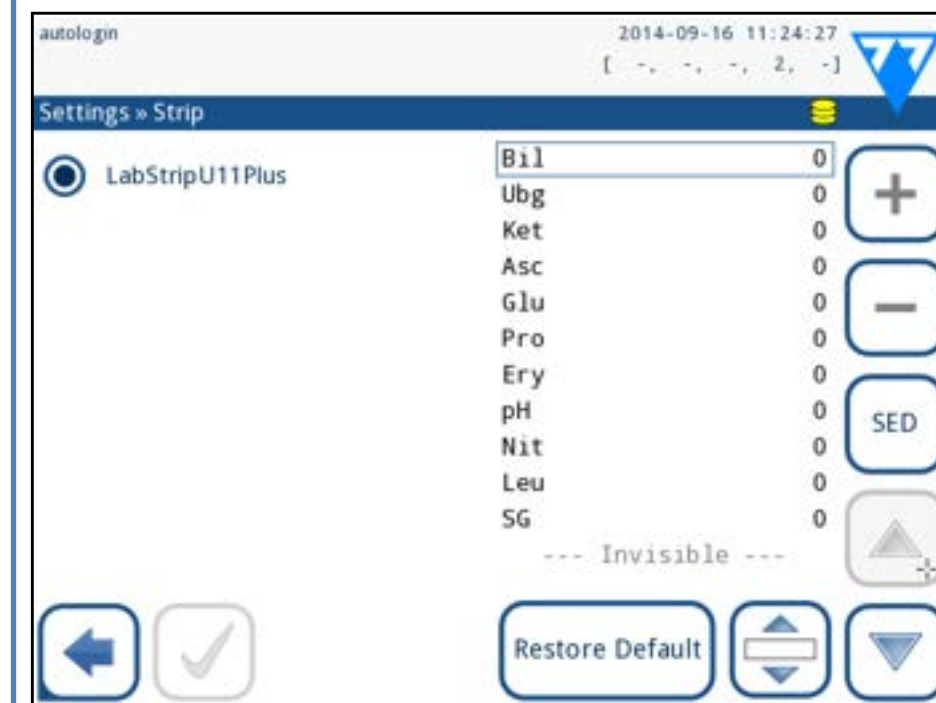 autologin
2014-09-16 11:24:27
[ -, -, -, 2, -]
77
Settings » Strip
LabStripU11Plus
Bil 0
Ubg 0
Ket 0
Asc 0
Glu 0
Pro 0
Ery 0
pH 0
Nit 0
Leu 0
SG 0
--- Invisible ---
+
−
SED
Restore Default